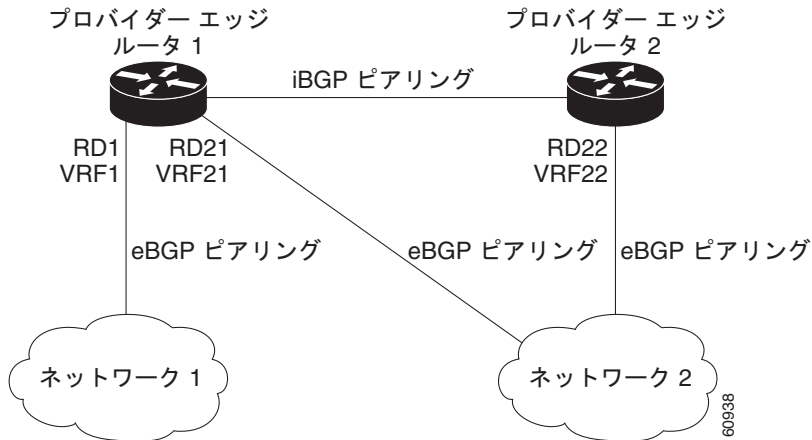 プロバイダー エッジ
ルータ 1
プロバイダー エッジ
ルータ 2
iBGP ピアリング
RD1
VRF1
RD21
VRF21
RD22
VRF22
eBGP ピアリング
eBGP ピアリング
eBGP ピアリング
ネットワーク 1
ネットワーク 2
60938